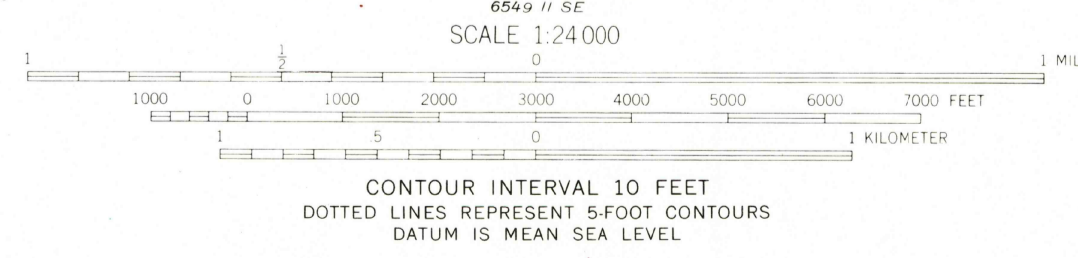 6549 II SE
SCALE 1:24 000
1 1/2 0 1 MIL
1000 0 1000 2000 3000 4000 5000 6000 7000 FEET
1 .5 0 1 KILOMETER
CONTOUR INTERVAL 10 FEET
DOTTED LINES REPRESENT 5-FOOT CONTOURS
DATUM IS MEAN SEA LEVEL